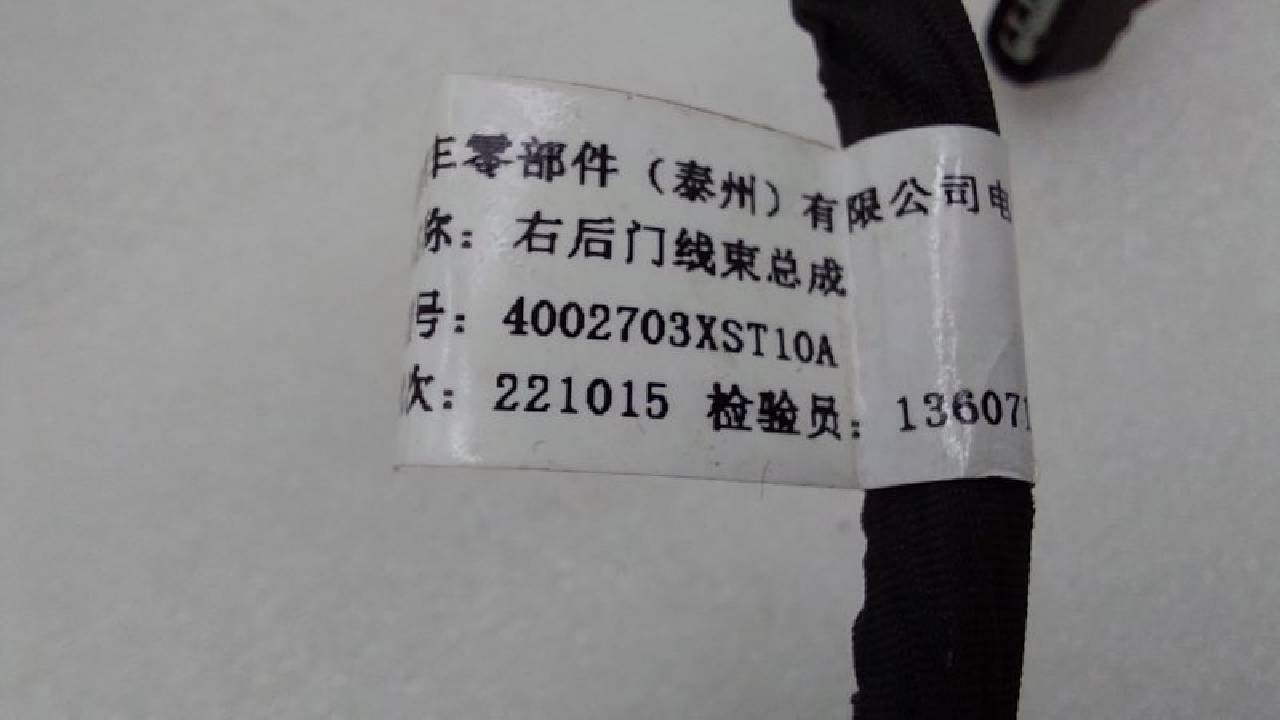 零部件（泰州）有限公司电
称：右后门线束总成
号：4002703XST10A
次：221015 检验员：13607